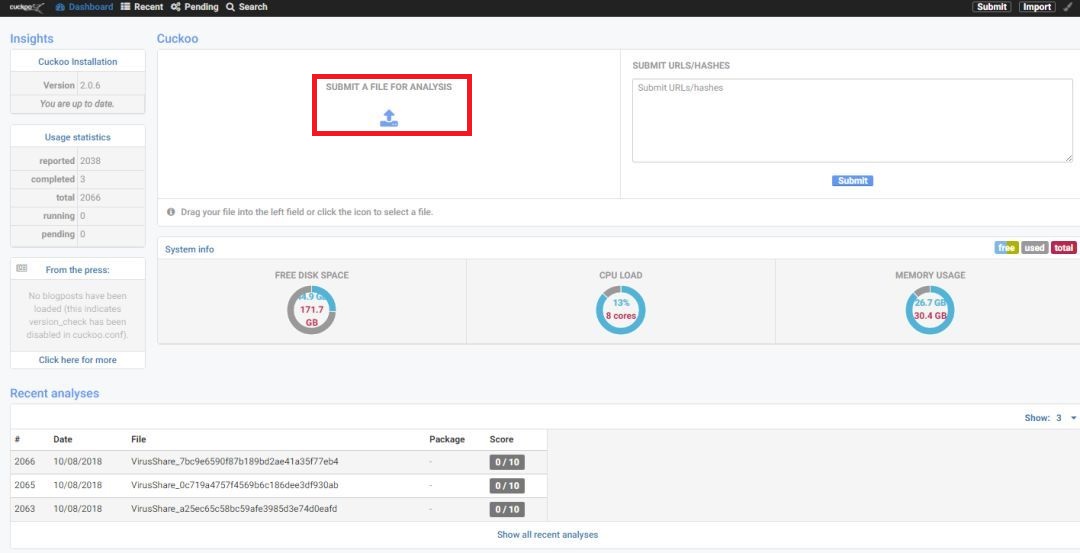 cuckoo Dashboard Recent Pending Search Submit Import
Insights
Cuckoo Installation
Version 2.0.6
You are up to date.
Usage statistics
reported 2038
completed 3
total 2066
running 0
pending 0
From the press:
No blogposts have been
loaded (this indicates
version_check has been
disabled in cuckoo.conf).
Click here for more
Cuckoo
SUBMIT A FILE FOR ANALYSIS
SUBMIT URLS/HASHES
Submit URLs/hashes
Submit
Drag your file into the left field or click the icon to select a file.
System info
free used total
FREE DISK SPACE
171.7
GB
CPU LOAD
13%
8 cores
MEMORY USAGE
26.7 GB
30.4 GB
Recent analyses
Show: 3
# Date File Package Score
2066 10/08/2018 VirusShare_7bc9e6590f87b189bd2ae41a35f77eb4 - 0 / 10
2065 10/08/2018 VirusShare_0c719a4757f4569b6c186dee3df930ab - 0 / 10
2063 10/08/2018 VirusShare_a25ec65c58bc59afe3985d3e74d0eafd - 0 / 10
Show all recent analyses